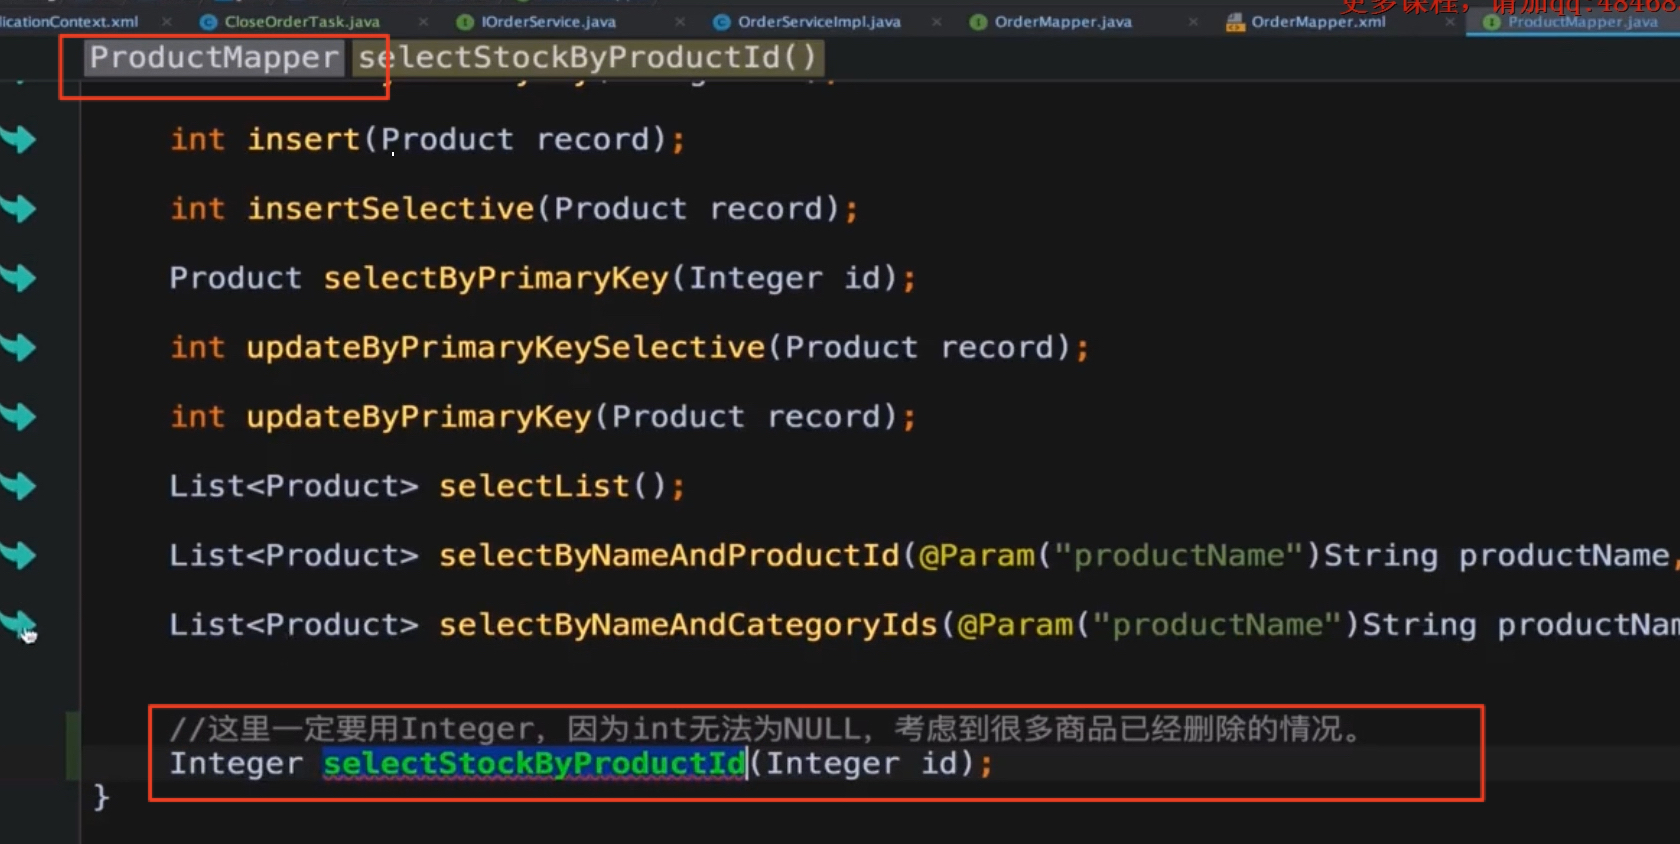 更多课程，请加qq:48468
licationContext.xml CloseOrderTask.java IOrderService.java OrderServiceImpl.java OrderMapper.java OrderMapper.xml ProductMapper.java
ProductMapper selectStockByProductId()
int insert(Product record);
int insertSelective(Product record);
Product selectByPrimaryKey(Integer id);
int updateByPrimaryKeySelective(Product record);
int updateByPrimaryKey(Product record);
List<Product> selectList();
List<Product> selectByNameAndProductId(@Param("productName")String productName,
List<Product> selectByNameAndCategoryIds(@Param("productName")String productNam
//这里一定要用Integer, 因为int无法为NULL, 考虑到很多商品已经删除的情况。
Integer selectStockByProductId(Integer id);
}